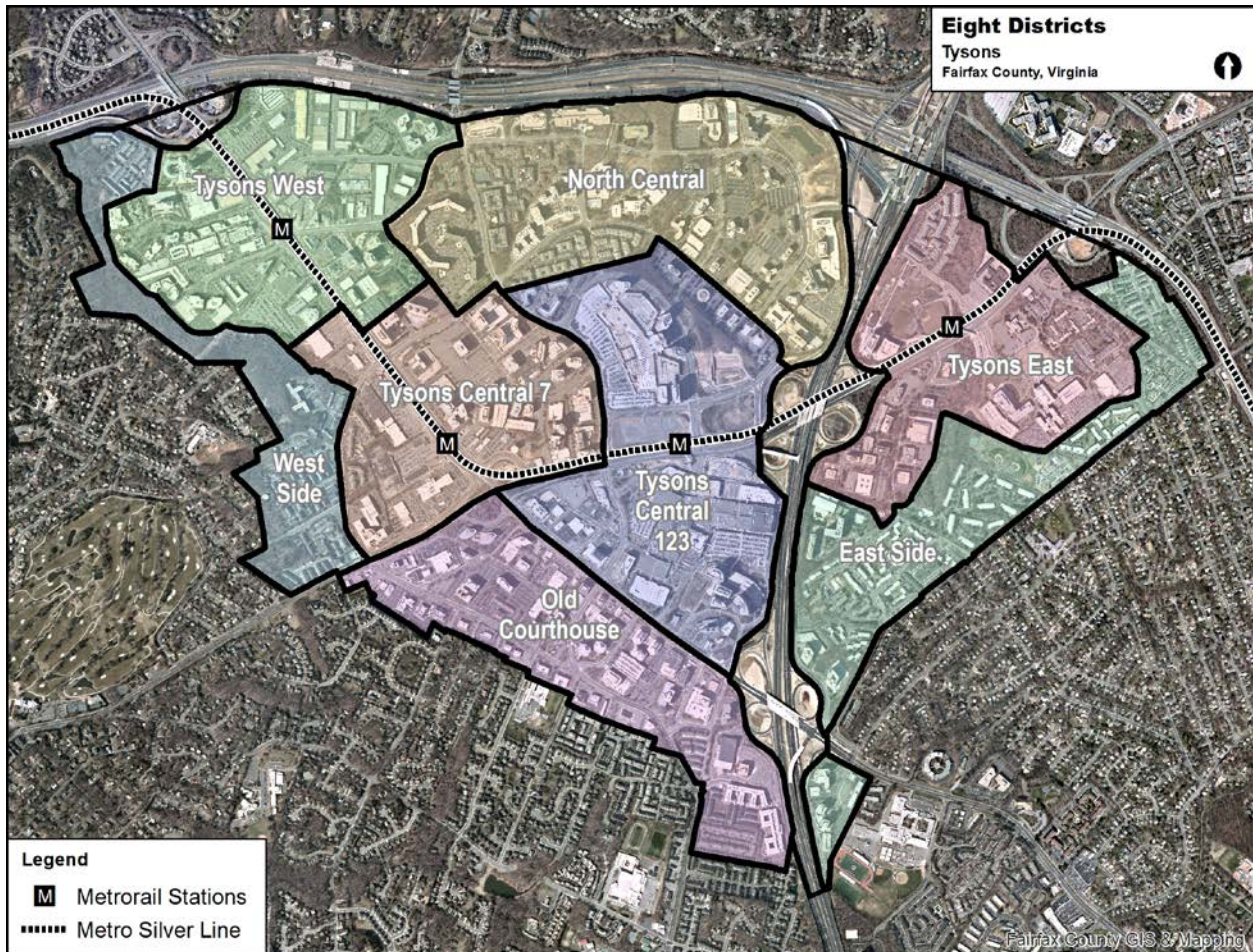 Eight Districts
Tysons
Fairfax County, Virginia
Tysons West
M
North Central
M
Tysons East
Tysons Central 7
M
M
West
Side
Tysons
Central
123
East Side
Old
Courthouse
Legend
M Metrorail Stations
Metro Silver Line
Fairfax County GIS & Mapping